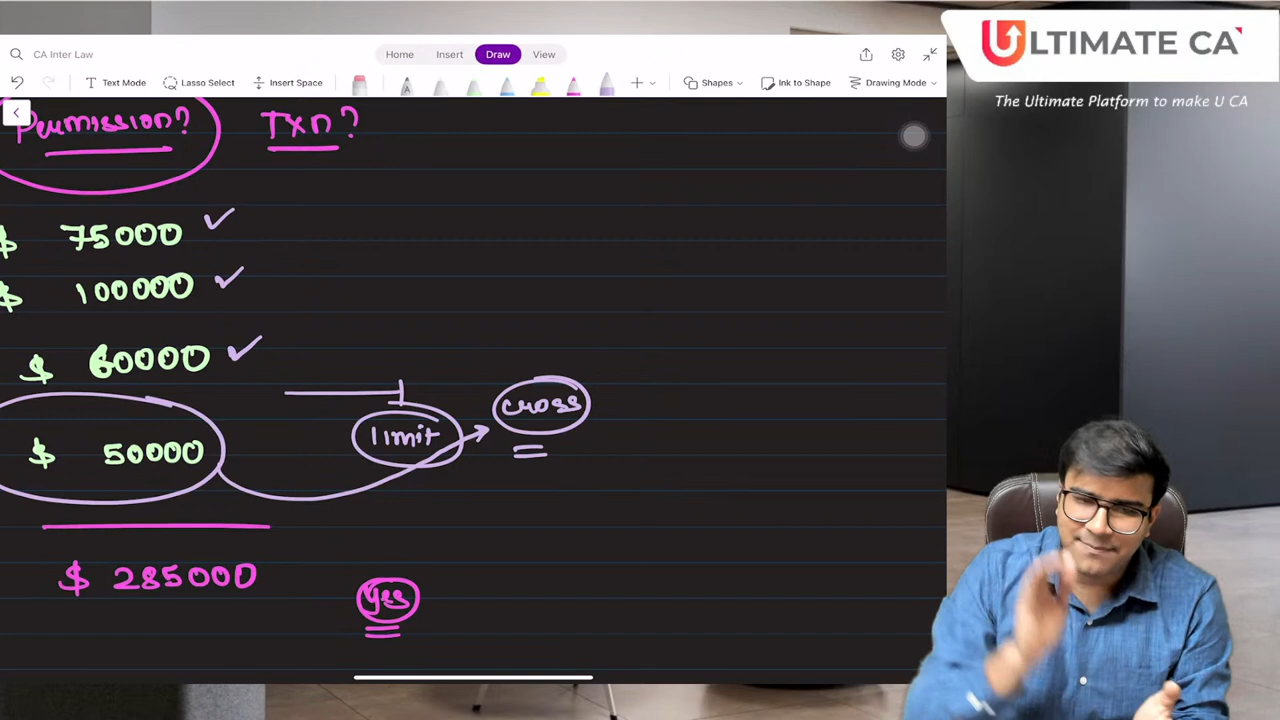 CA Inter Law
Home Insert Draw View
Text Mode Lasso Select Insert Space Shapes Ink to Shape Drawing Mode
ULTIMATE CA
The Ultimate Platform to make U CA
Permission? Txn?
$ 75000
$ 100000
$ 60000
cross
limit
$ 50000
$ 285000
yes